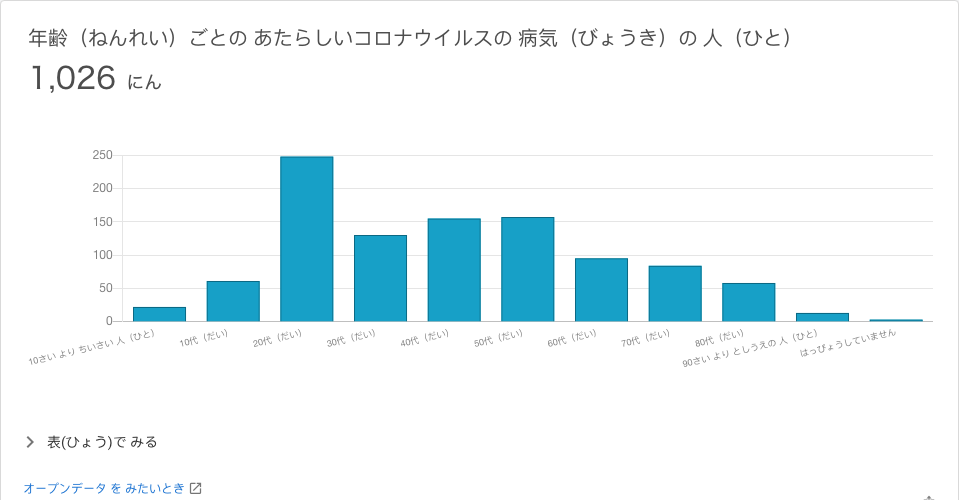 年齢（ねんれい）ごとの あたらしいコロナウイルスの 病気（びょうき）の 人（ひと）
1,026 にん
250
200
150
100
50
0
10さい より ちいさい 人（ひと）
10代（だい）
20代（だい）
30代（だい）
40代（だい）
50代（だい）
60代（だい）
70代（だい）
80代（だい）
90さい より としうえの 人（ひと）
はっぴょうしていません
表(ひょう)で みる
オープンデータ を みたいとき